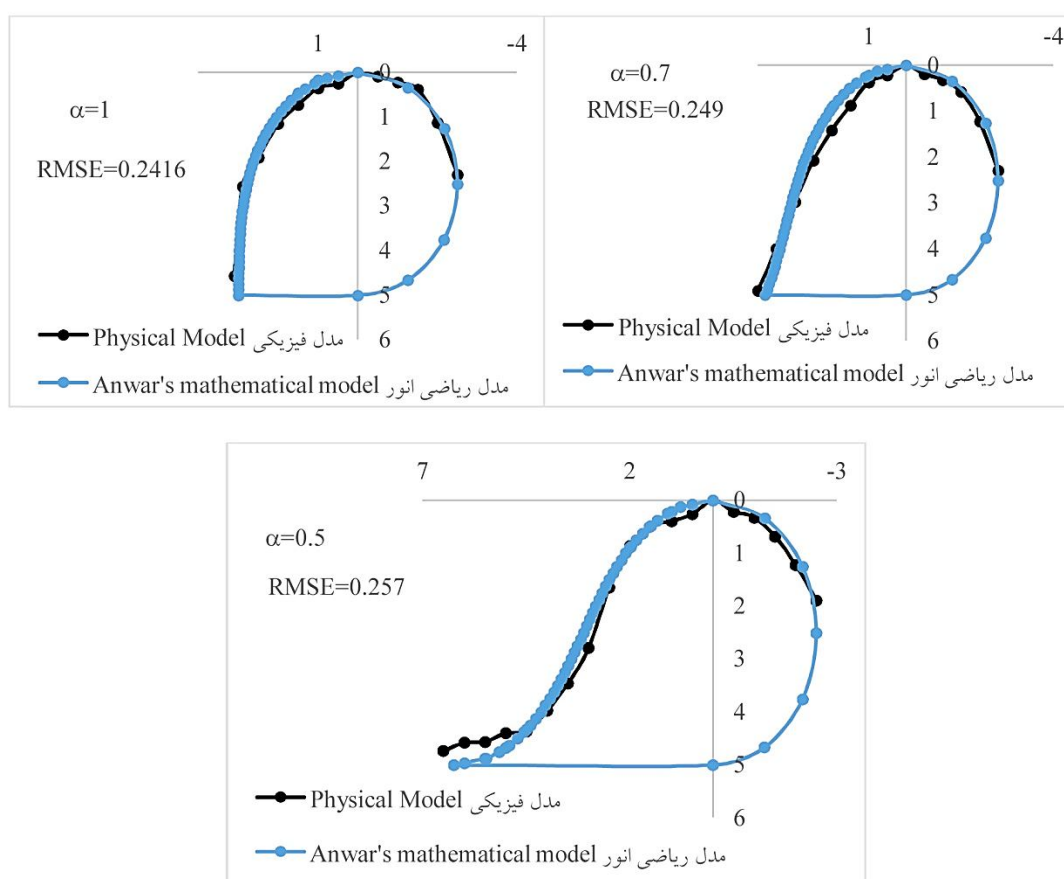 1 -4
0
α=1
1
RMSE=0.2416
2
3
4
5
6
Physical Model مدل فیزیکی
Anwar's mathematical model مدل ریاضی انور
1 -4
0
α=0.7
RMSE=0.249
1
2
3
4
5
6
Physical Model مدل فیزیکی
Anwar's mathematical model مدل ریاضی انور
7 2 -3
0
α=0.5
1
RMSE=0.257
2
3
4
5
6
Physical Model مدل فیزیکی
Anwar's mathematical model مدل ریاضی انور